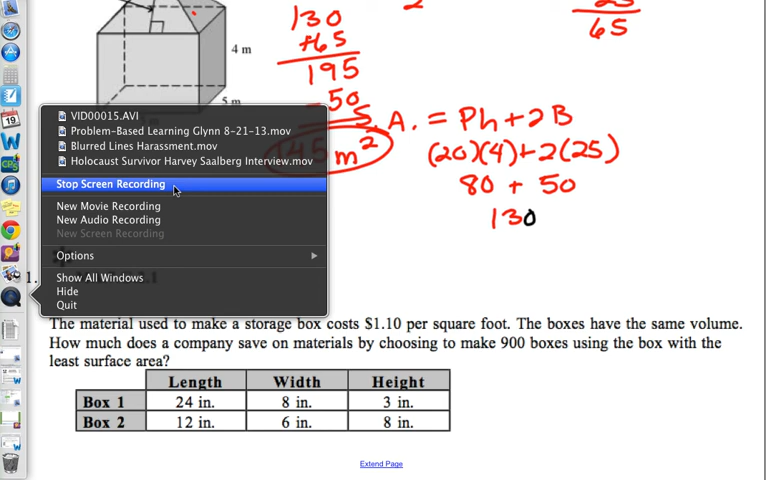 130
+65
195
4 m
65
50
5 m
S.A. = Ph + 2B
m²
(20)(4)+2(25)
80 + 50
130
VID00015.AVI
Problem-Based Learning Glynn 8-21-13.mov
Blurred Lines Harassment.mov
Holocaust Survivor Harvey Saalberg Interview.mov
Stop Screen Recording
New Movie Recording
New Audio Recording
New Screen Recording
Options
Show All Windows
Hide
Quit
19
1.
.1
The material used to make a storage box costs $1.10 per square foot. The boxes have the same volume.
How much does a company save on materials by choosing to make 900 boxes using the box with the
least surface area?
Length Width Height
Box 1 24 in. 8 in. 3 in.
Box 2 12 in. 6 in. 8 in.
Extend Page